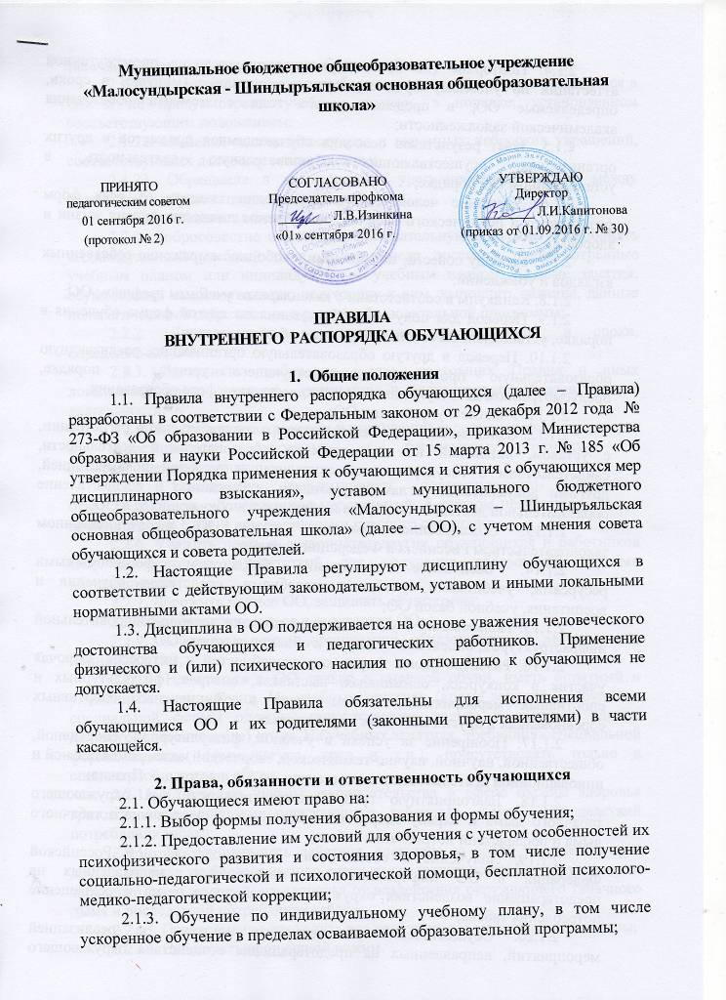 Муниципальное бюджетное общеобразовательное учреждение
«Малосундырская - Шиндыръяльская основная общеобразовательная
школа»
ПРИНЯТО
педагогическим советом
01 сентября 2016 г.
(протокол № 2)
СОГЛАСОВАНО
Председатель профкома
Л.В.Изинкина
«01» сентября 2016 г.
УТВЕРЖДАЮ
Директор
Л.И.Капитонова
(приказ от 01.09.2016 г. № 30)
ПРАВИЛА
ВНУТРЕННЕГО РАСПОРЯДКА ОБУЧАЮЩИХСЯ
1. Общие положения
1.1. Правила внутреннего распорядка обучающихся (далее – Правила)
разработаны в соответствии с Федеральным законом от 29 декабря 2012 года №
273-ФЗ «Об образовании в Российской Федерации», приказом Министерства
образования и науки Российской Федерации от 15 марта 2013 г. № 185 «Об
утверждении Порядка применения к обучающимся и снятия с обучающихся мер
дисциплинарного взыскания», уставом муниципального бюджетного
общеобразовательного учреждения «Малосундырская – Шиндыръяльская
основная общеобразовательная школа» (далее – ОО), с учетом мнения совета
обучающихся и совета родителей.
1.2. Настоящие Правила регулируют дисциплину обучающихся в
соответствии с действующим законодательством, уставом и иными локальными
нормативными актами ОО.
1.3. Дисциплина в ОО поддерживается на основе уважения человеческого
достоинства обучающихся и педагогических работников. Применение
физического и (или) психического насилия по отношению к обучающимся не
допускается.
1.4. Настоящие Правила обязательны для исполнения всеми
обучающимися ОО и их родителями (законными представителями) в части
касающейся.
2. Права, обязанности и ответственность обучающихся
2.1. Обучающиеся имеют право на:
2.1.1. Выбор формы получения образования и формы обучения;
2.1.2. Предоставление им условий для обучения с учетом особенностей их
психофизического развития и состояния здоровья, в том числе получение
социально-педагогической и психологической помощи, бесплатной психолого-
медико-педагогической коррекции;
2.1.3. Обучение по индивидуальному учебному плану, в том числе
ускоренное обучение в пределах осваиваемой образовательной программы;